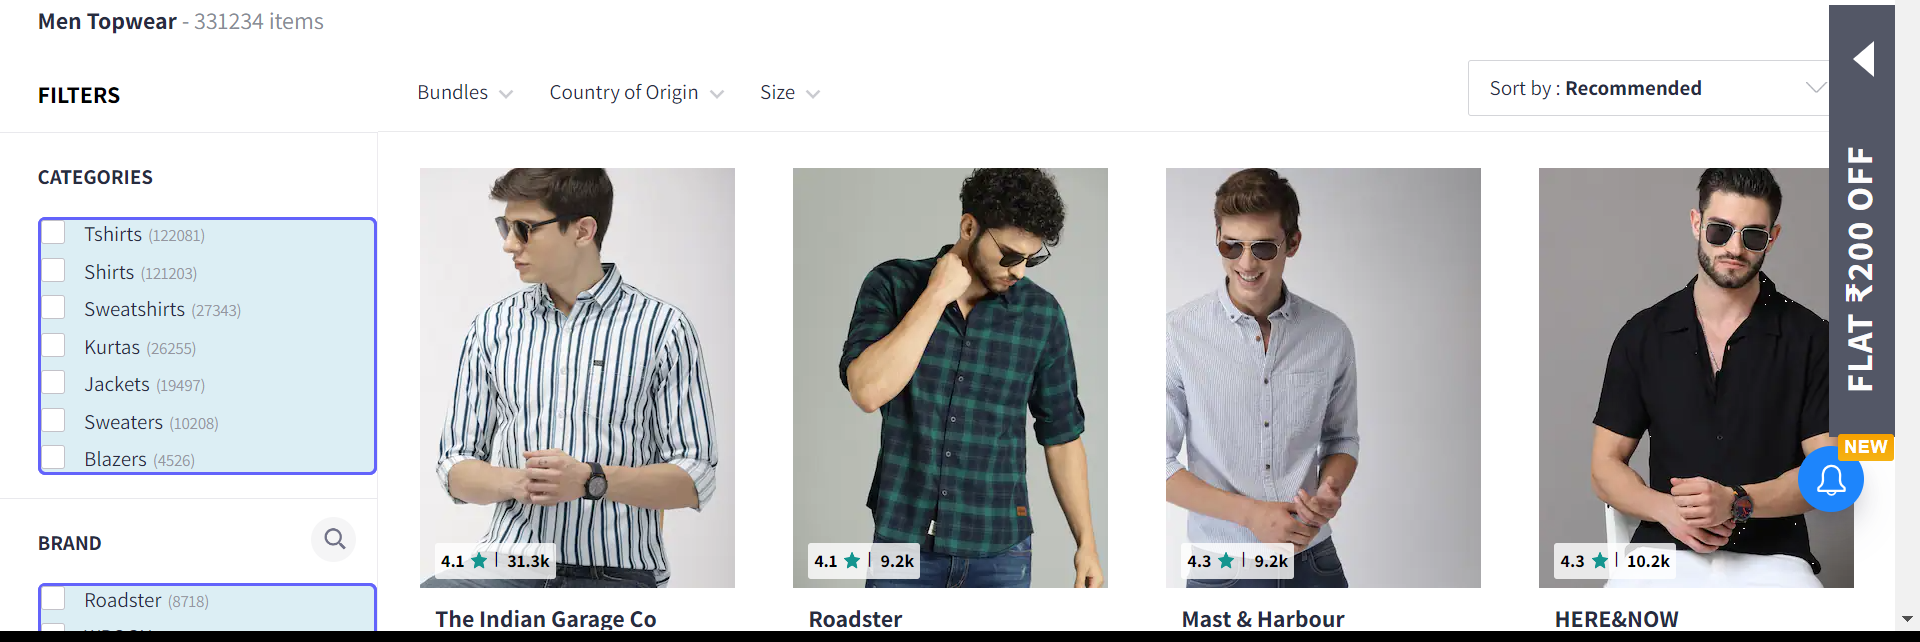 Men Topwear - 331234 items
FILTERS
Bundles
Country of Origin
Size
Sort by : Recommended
CATEGORIES
Tshirts (122081)
Shirts (121203)
Sweatshirts (27343)
Kurtas (26255)
Jackets (19497)
Sweaters (10208)
Blazers (4526)
BRAND
Roadster (8718)
4.1 ★ | 31.3k
The Indian Garage Co
4.1 ★ | 9.2k
Roadster
4.3 ★ | 9.2k
Mast & Harbour
4.3 ★ | 10.2k
HERE&NOW
FLAT ₹200 OFF
NEW